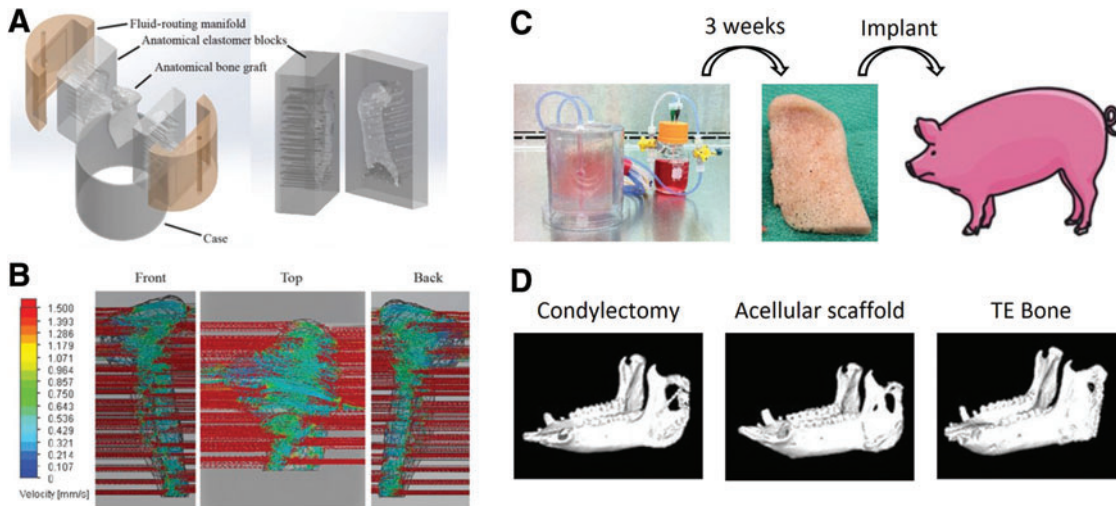 A
Fluid-routing manifold
Anatomical elastomer blocks
Anatomical bone graft
Case
B
Front
Top
Back
1.500
1.393
1.286
1.179
1.071
0.964
0.857
0.750
0.643
0.536
0.429
0.321
0.214
0.107
0
Velocity [mm/s]
C
3 weeks
Implant
D
Condylectomy
Acellular scaffold
TE Bone